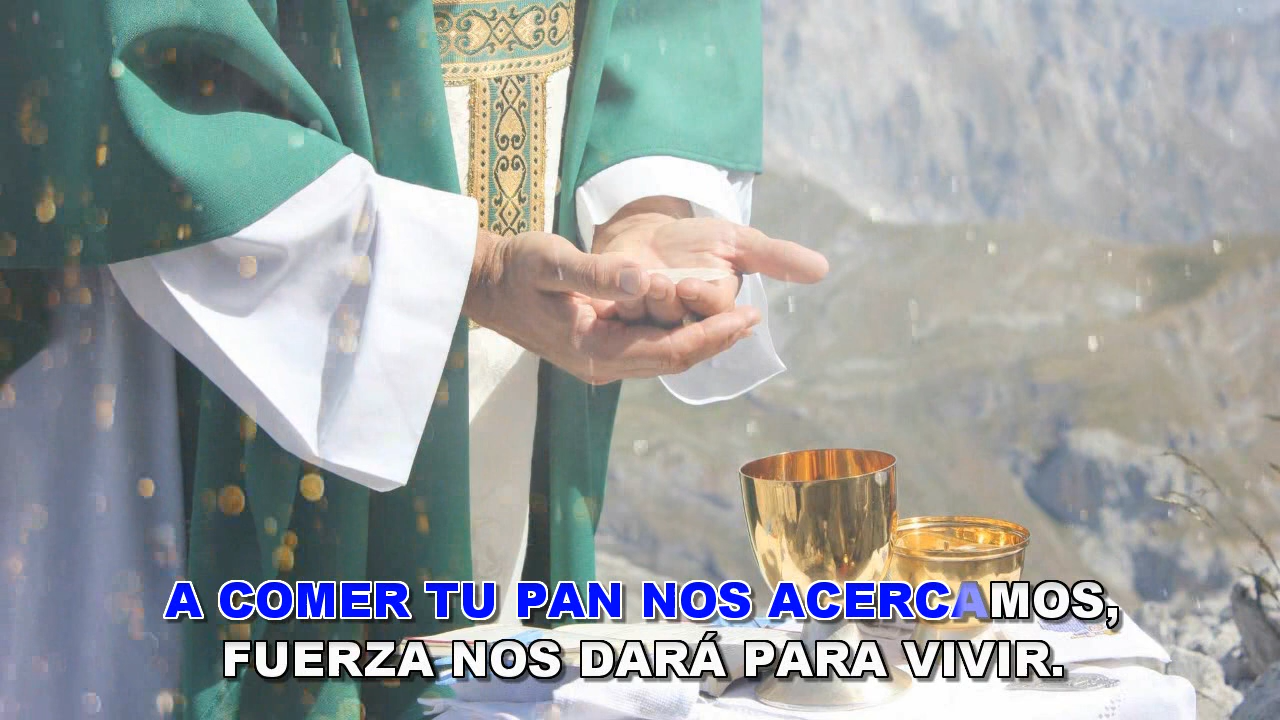 A COMER TU PAN NOS ACERCAMOS,
FUERZA NOS DARÁ PARA VIVIR.